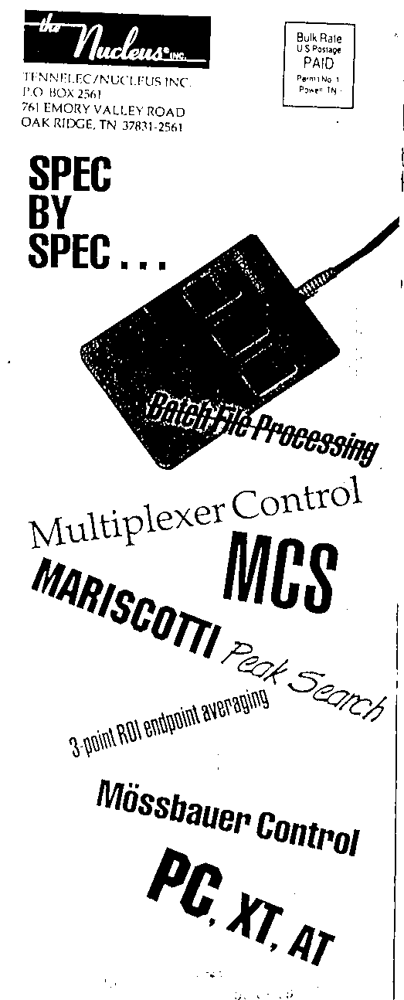 the
Nucleus® INC.
TENNELEC/NUCLEUS INC.
P.O. BOX 2561
761 EMORY VALLEY ROAD
OAK RIDGE, TN 37831-2561
Bulk Rate
U S Postage
PAID
Permit No. 1
Powell TN
SPEC
BY
SPEC...
Batch File Processing
Multiplexer Control
MCS
MARISCOTTI Peak Search
3-point ROI endpoint averaging
Mössbauer Control
PC, XT, AT